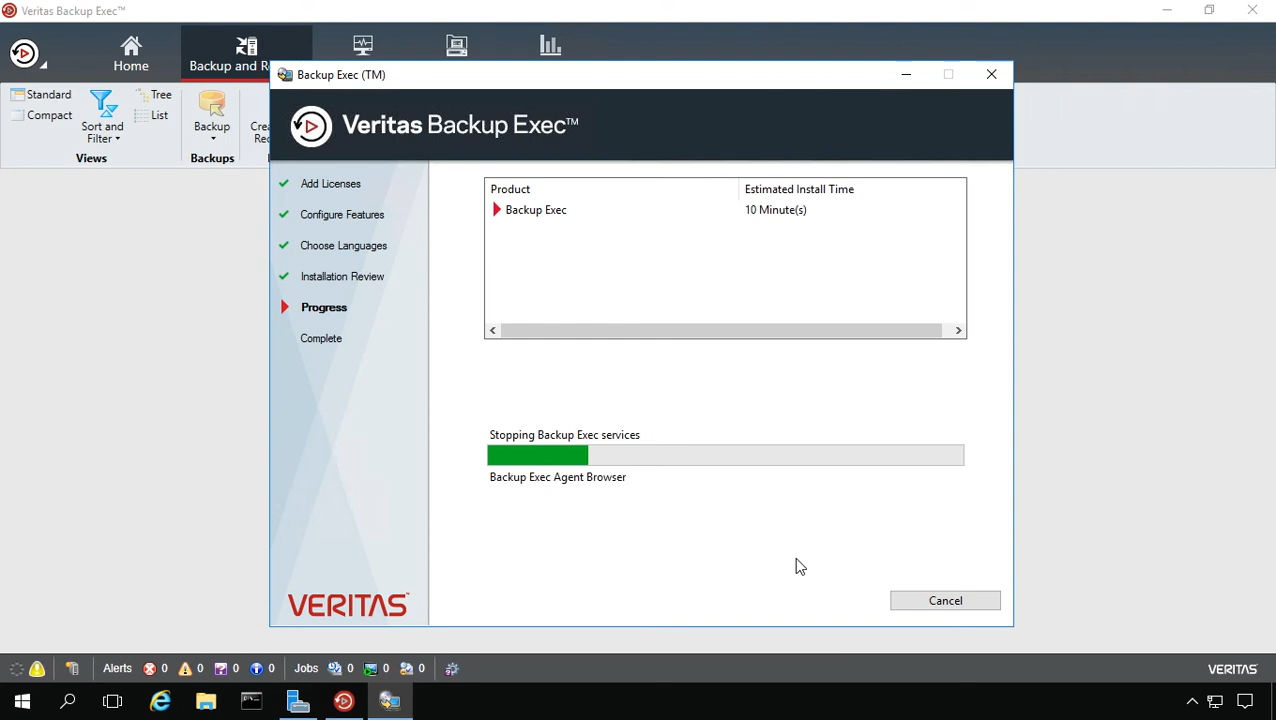 Veritas Backup Exec™
Home
Backup and R
Standard
Compact
Sort and
Filter
Tree
List
Views
Backup
Backups
Crea
Rec
Backup Exec (TM)
Veritas Backup Exec™
Add Licenses
Configure Features
Choose Languages
Installation Review
Progress
Complete
VERITAS
Product Estimated Install Time
Backup Exec 10 Minute(s)
Stopping Backup Exec services
Backup Exec Agent Browser
Cancel
Alerts 0 0 0 0 Jobs 0 0 0 VERITAS